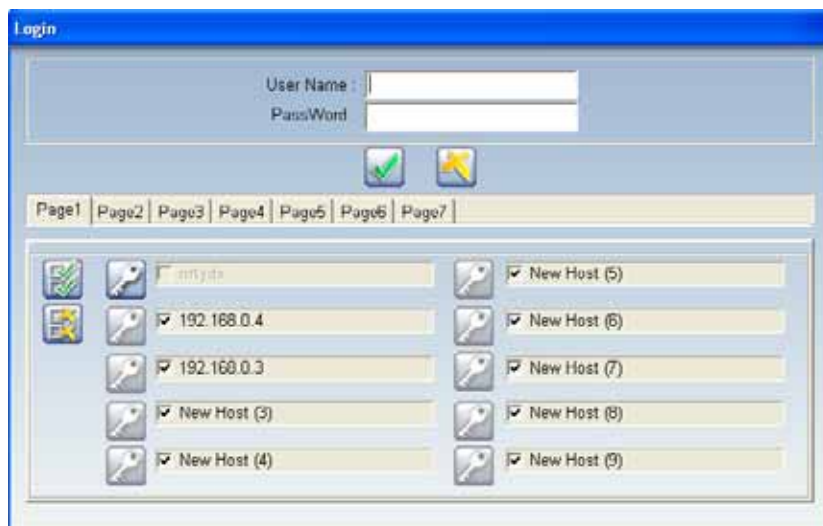 Login
User Name :
PassWord
Page1 Page2 Page3 Page4 Page5 Page6 Page7
New Host (5)
192.168.0.4 New Host (6)
192.168.0.3 New Host (7)
New Host (3) New Host (8)
New Host (4) New Host (9)